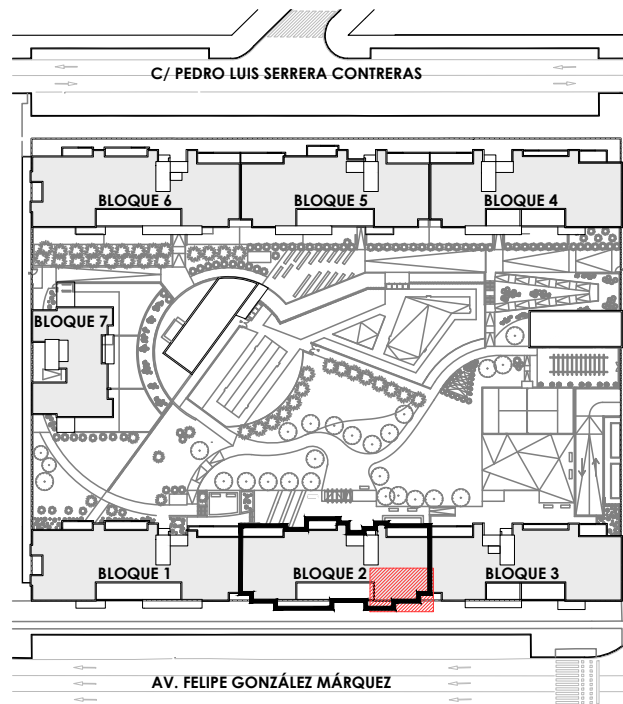 C/ PEDRO LUIS SERRERA CONTRERAS
BLOQUE 6
BLOQUE 5
BLOQUE 4
BLOQUE 7
BLOQUE 1
BLOQUE 2
BLOQUE 3
AV. FELIPE GONZÁLEZ MÁRQUEZ